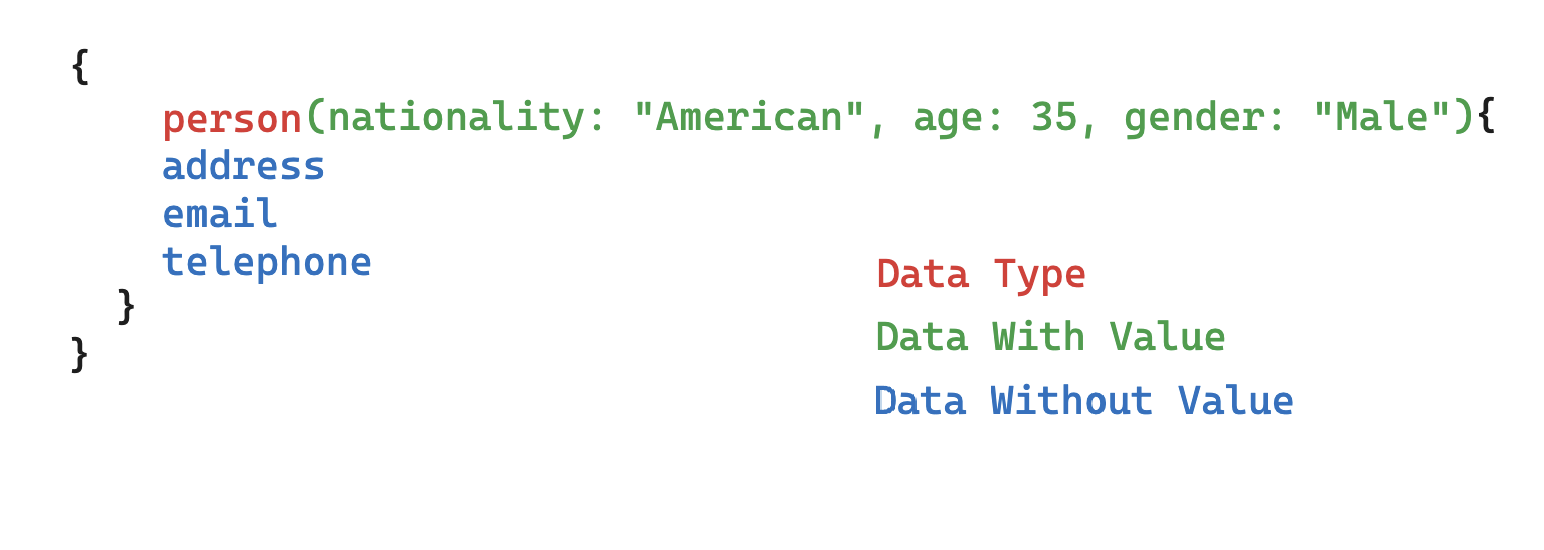 {
person(nationality: "American", age: 35, gender: "Male"){
address
email
telephone
}
}
Data Type
Data With Value
Data Without Value